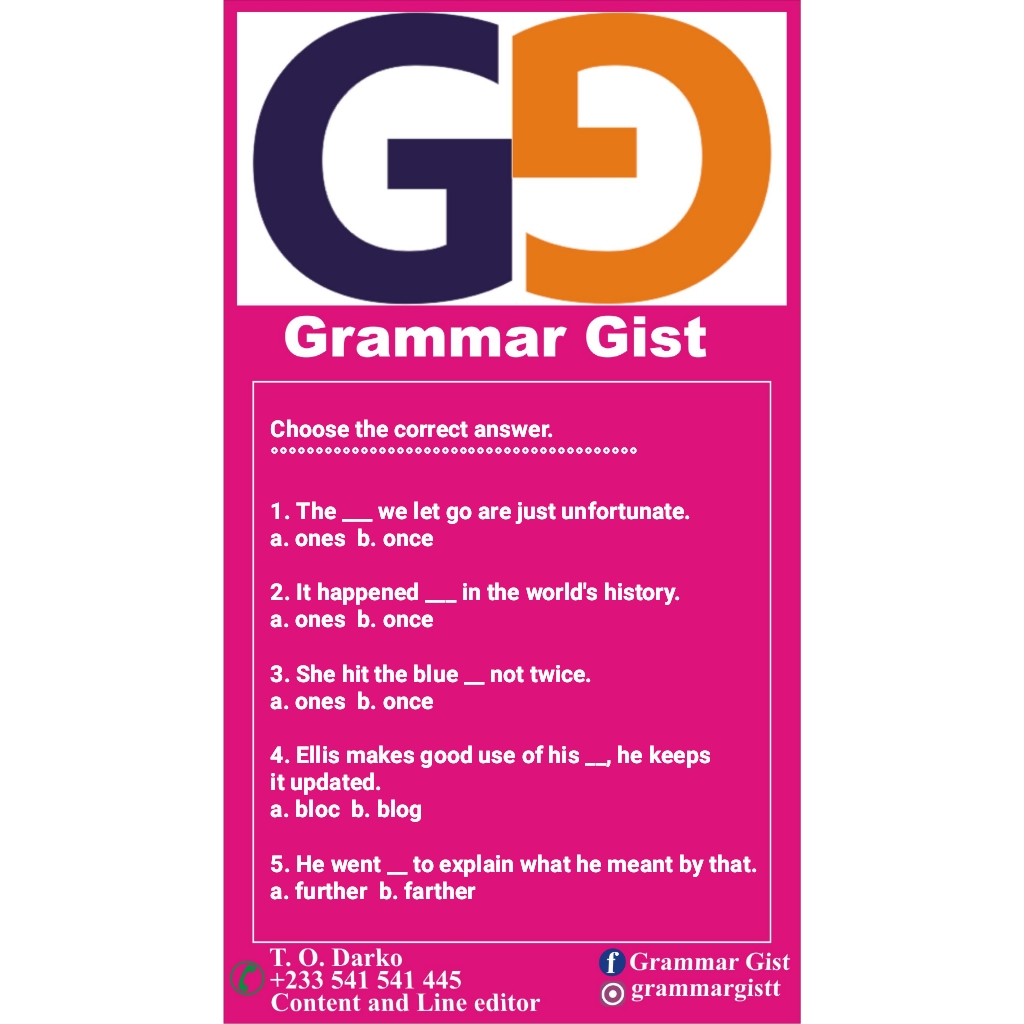 GG
Grammar Gist
Choose the correct answer.
1. The ___ we let go are just unfortunate.
a. ones b. once
2. It happened ___ in the world's history.
a. ones b. once
3. She hit the blue __ not twice.
a. ones b. once
4. Ellis makes good use of his __, he keeps
it updated.
a. bloc b. blog
5. He went __ to explain what he meant by that.
a. further b. farther
T. O. Darko
+233 541 541 445
Content and Line editor
f Grammar Gist
grammargistt